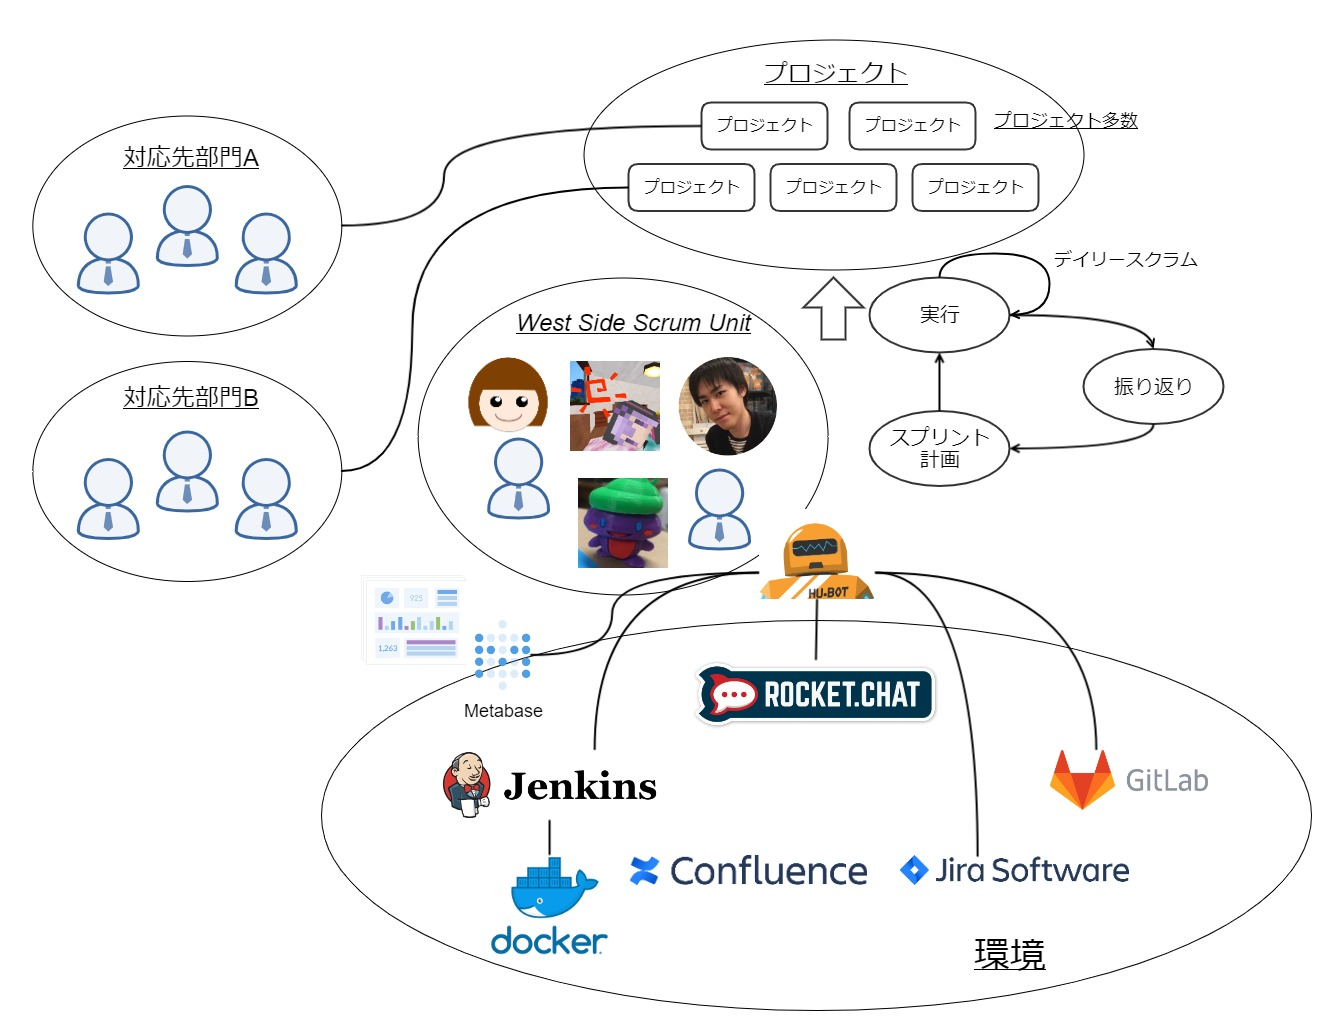 プロジェクト
プロジェクト
プロジェクト
プロジェクト多数
プロジェクト
プロジェクト
プロジェクト
対応先部門A
デイリースクラム
実行
振り返り
スプリント
計画
West Side Scrum Unit
対応先部門B
HU•BOT
925
1,263
Metabase
ROCKET.CHAT
Jenkins
GitLab
docker
Confluence
Jira Software
環境